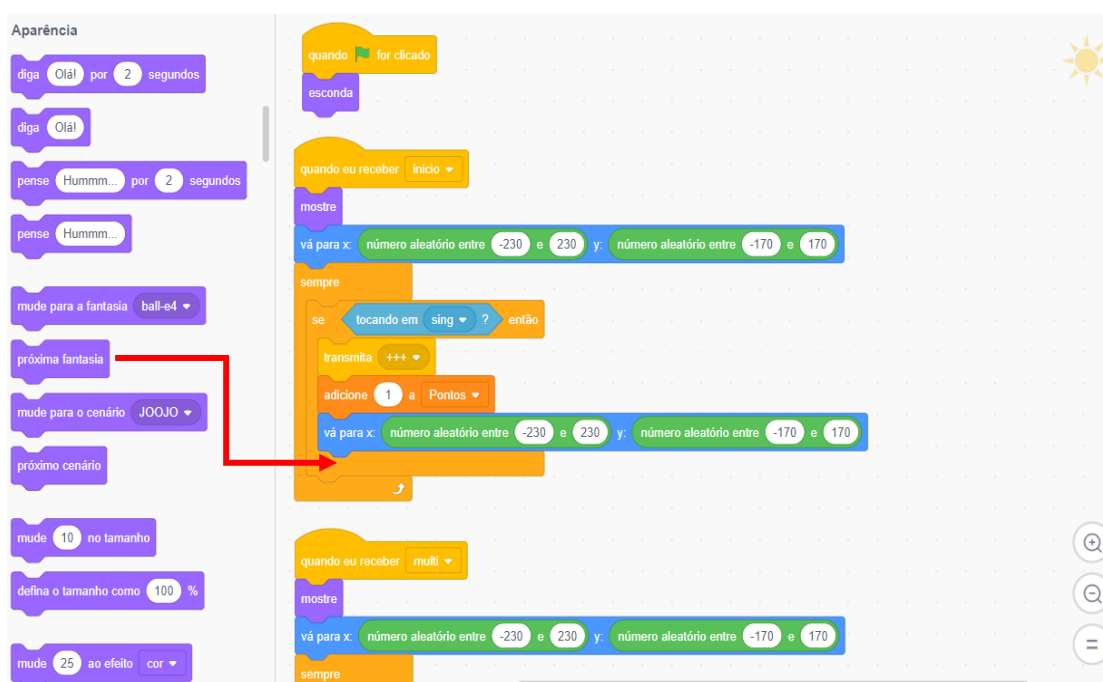 Aparência
diga Olá! por 2 segundos
diga Olá!
pense Hummm... por 2 segundos
pense Hummm...
mude para a fantasia ball-e4
próxima fantasia
mude para o cenário JOOJO
próximo cenário
mude 10 no tamanho
defina o tamanho como 100 %
mude 25 ao efeito cor
quando for clicado
esconda
quando eu receber inicio
mostre
vá para x: número aleatório entre -230 e 230 y: número aleatório entre -170 e 170
sempre
se tocando em sing ? então
transmita +++
adicione 1 a Pontos
vá para x: número aleatório entre -230 e 230 y: número aleatório entre -170 e 170
quando eu receber multi
mostre
vá para x: número aleatório entre -230 e 230 y: número aleatório entre -170 e 170
sempre